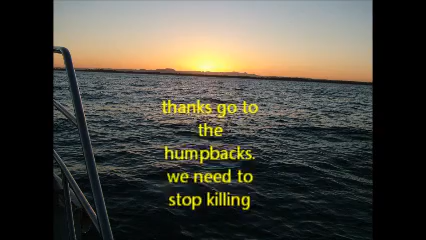 thanks go to
the
humpbacks.
we need to
stop killing